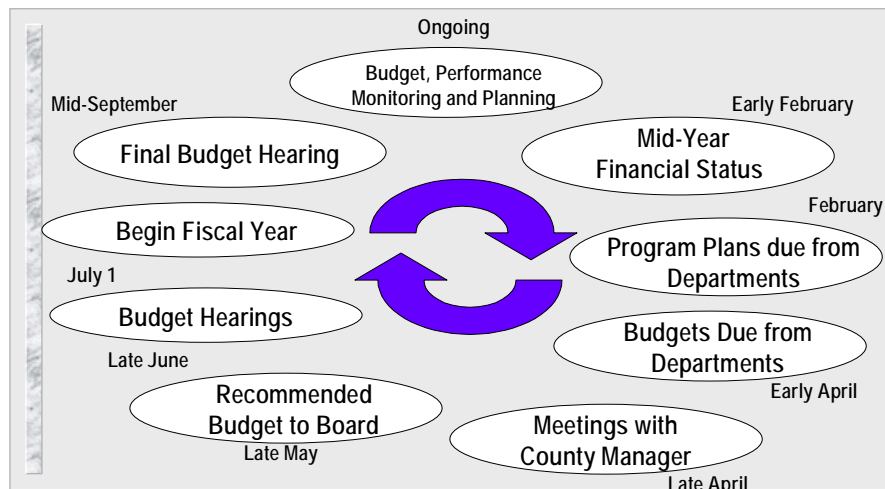 Ongoing
Budget, Performance
Monitoring and Planning
Early February
Mid-Year
Financial Status
February
Program Plans due from
Departments
Budgets Due from
Departments
Early April
Meetings with
County Manager
Late April
Recommended
Budget to Board
Late May
Budget Hearings
Late June
Begin Fiscal Year
July 1
Mid-September
Final Budget Hearing